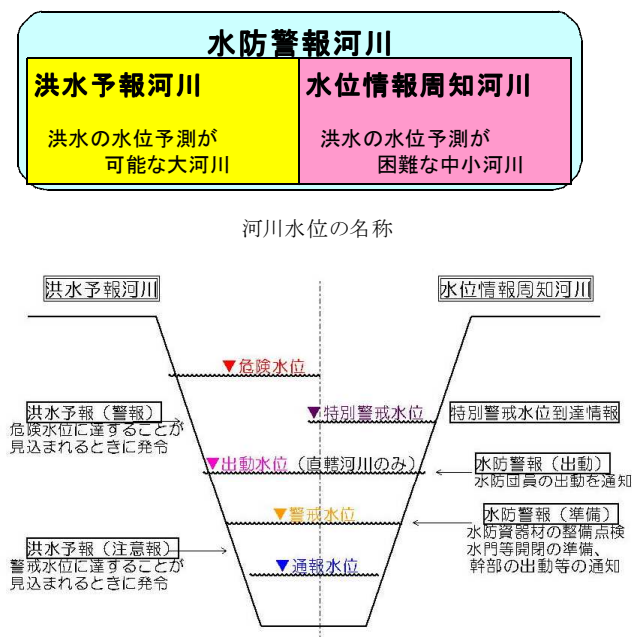 水防警報河川
洪水予報河川
洪水の水位予測が
可能な大河川
水位情報周知河川
洪水の水位予測が
困難な中小河川
河川水位の名称
洪水予報河川
水位情報周知河川
▼危険水位
洪水予報（警報）
危険水位に達することが
見込まれるときに発令
▼特別警戒水位
特別警戒水位到達情報
▼出動水位（直轄河川のみ）
水防警報（出動）
水防団員の出動を通知
▼警戒水位
水防警報（準備）
水防資器材の整備点検
水門等開閉の準備、
幹部の出動等の通知
洪水予報（注意報）
警戒水位に達することが
見込まれるときに発令
▼通報水位